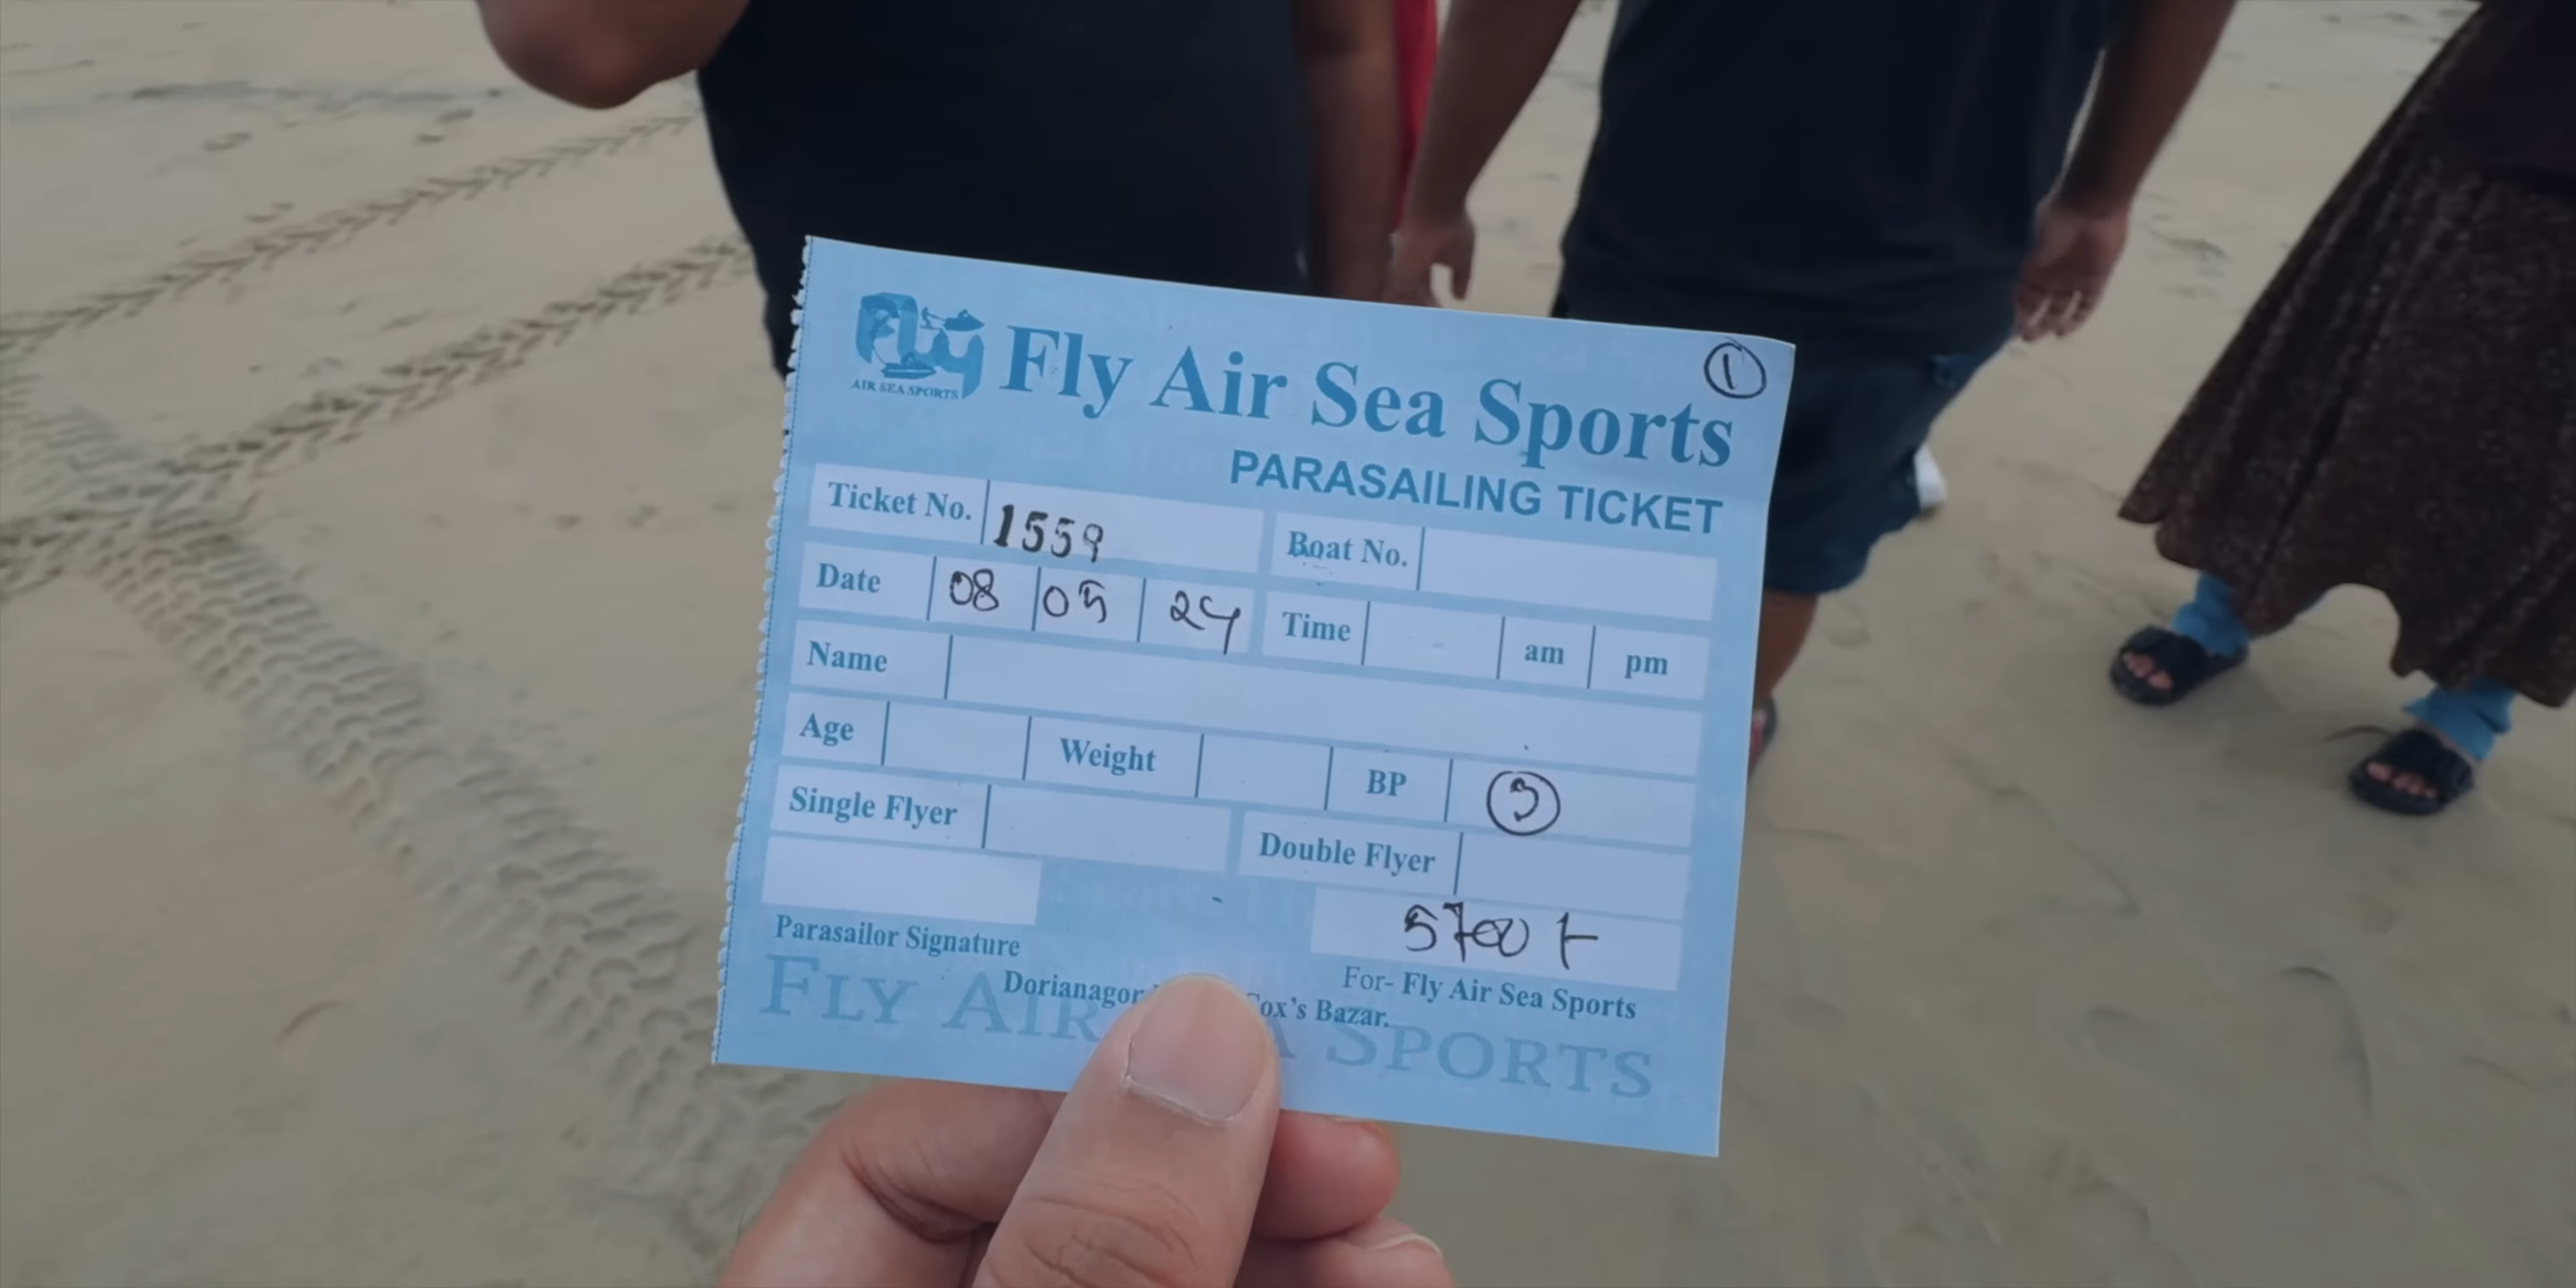 Fly
AIR SEA SPORTS
Fly Air Sea Sports
1
PARASAILING TICKET
Ticket No. 1559 Boat No.
Date 08 05 24 Time am pm
Name
Age Weight BP
Single Flyer Double Flyer
Parasailor Signature
For- Fly Air Sea Sports
Dorianagor Cox's Bazar.
FLY AIR SEA SPORTS